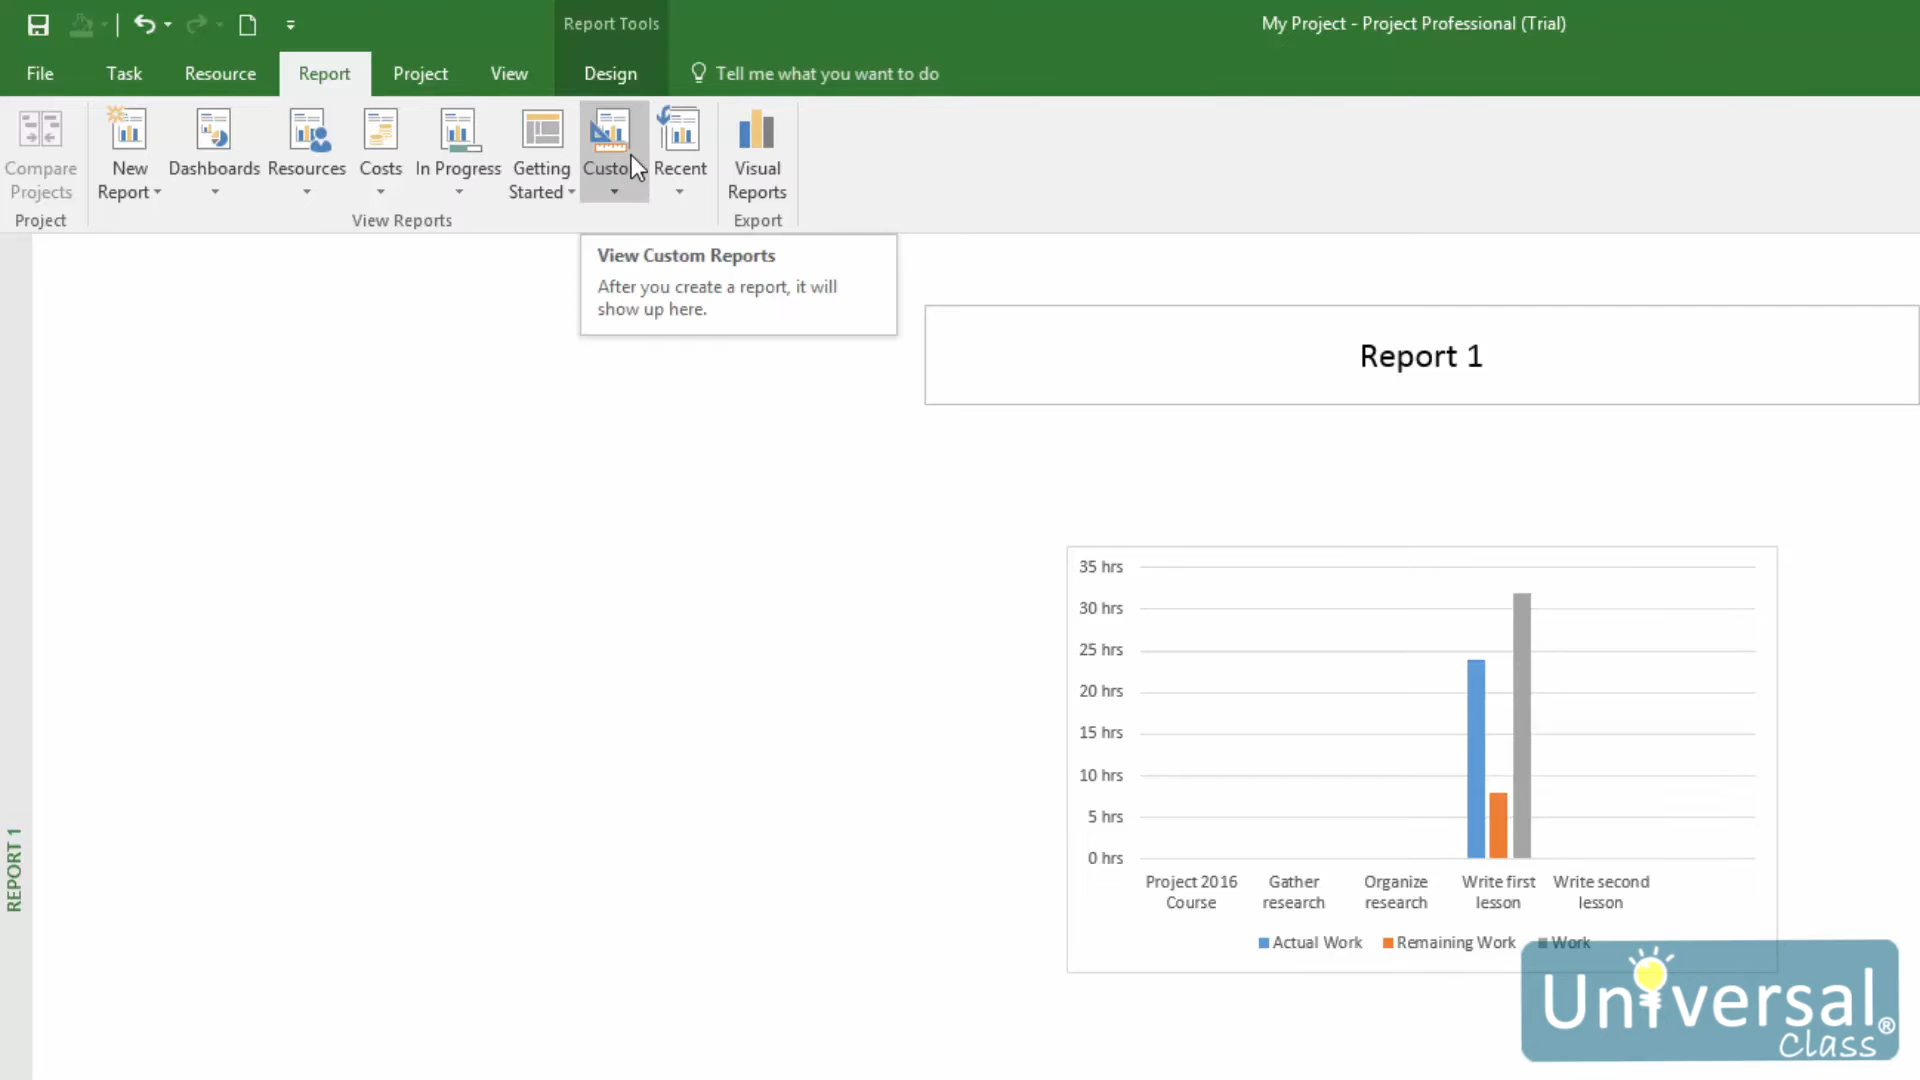 Report Tools
My Project - Project Professional (Trial)
File
Task
Resource
Report
Project
View
Design
Tell me what you want to do
Compare
Projects
New
Report
Dashboards
Resources
Costs
In Progress
Getting
Started
Custo
Recent
Visual
Reports
Project
View Reports
Export
View Custom Reports
After you create a report, it will
show up here.
Report 1
35 hrs
30 hrs
25 hrs
20 hrs
15 hrs
10 hrs
5 hrs
0 hrs
Project 2016
Course
Gather
research
Organize
research
Write first
lesson
Write second
lesson
Actual Work
Remaining Work
Work
REPORT 1
Universal
Class®